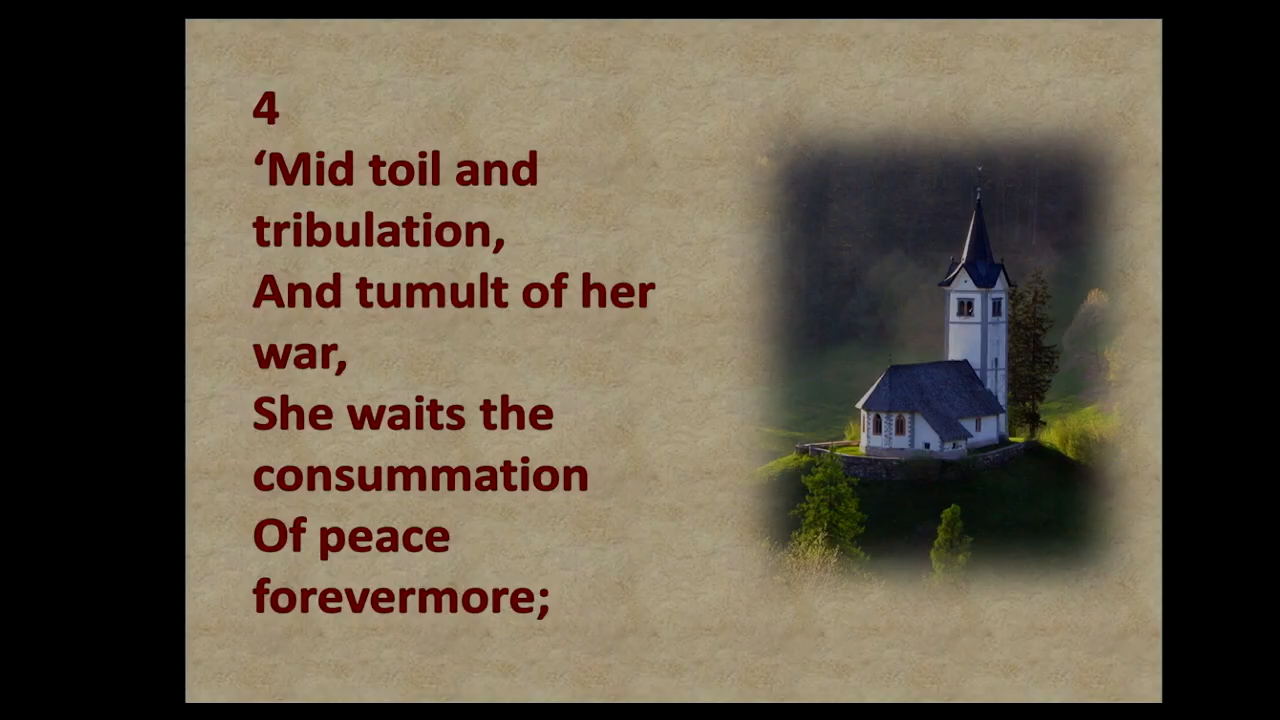 4
‘Mid toil and
tribulation,
And tumult of her
war,
She waits the
consummation
Of peace
forevermore;